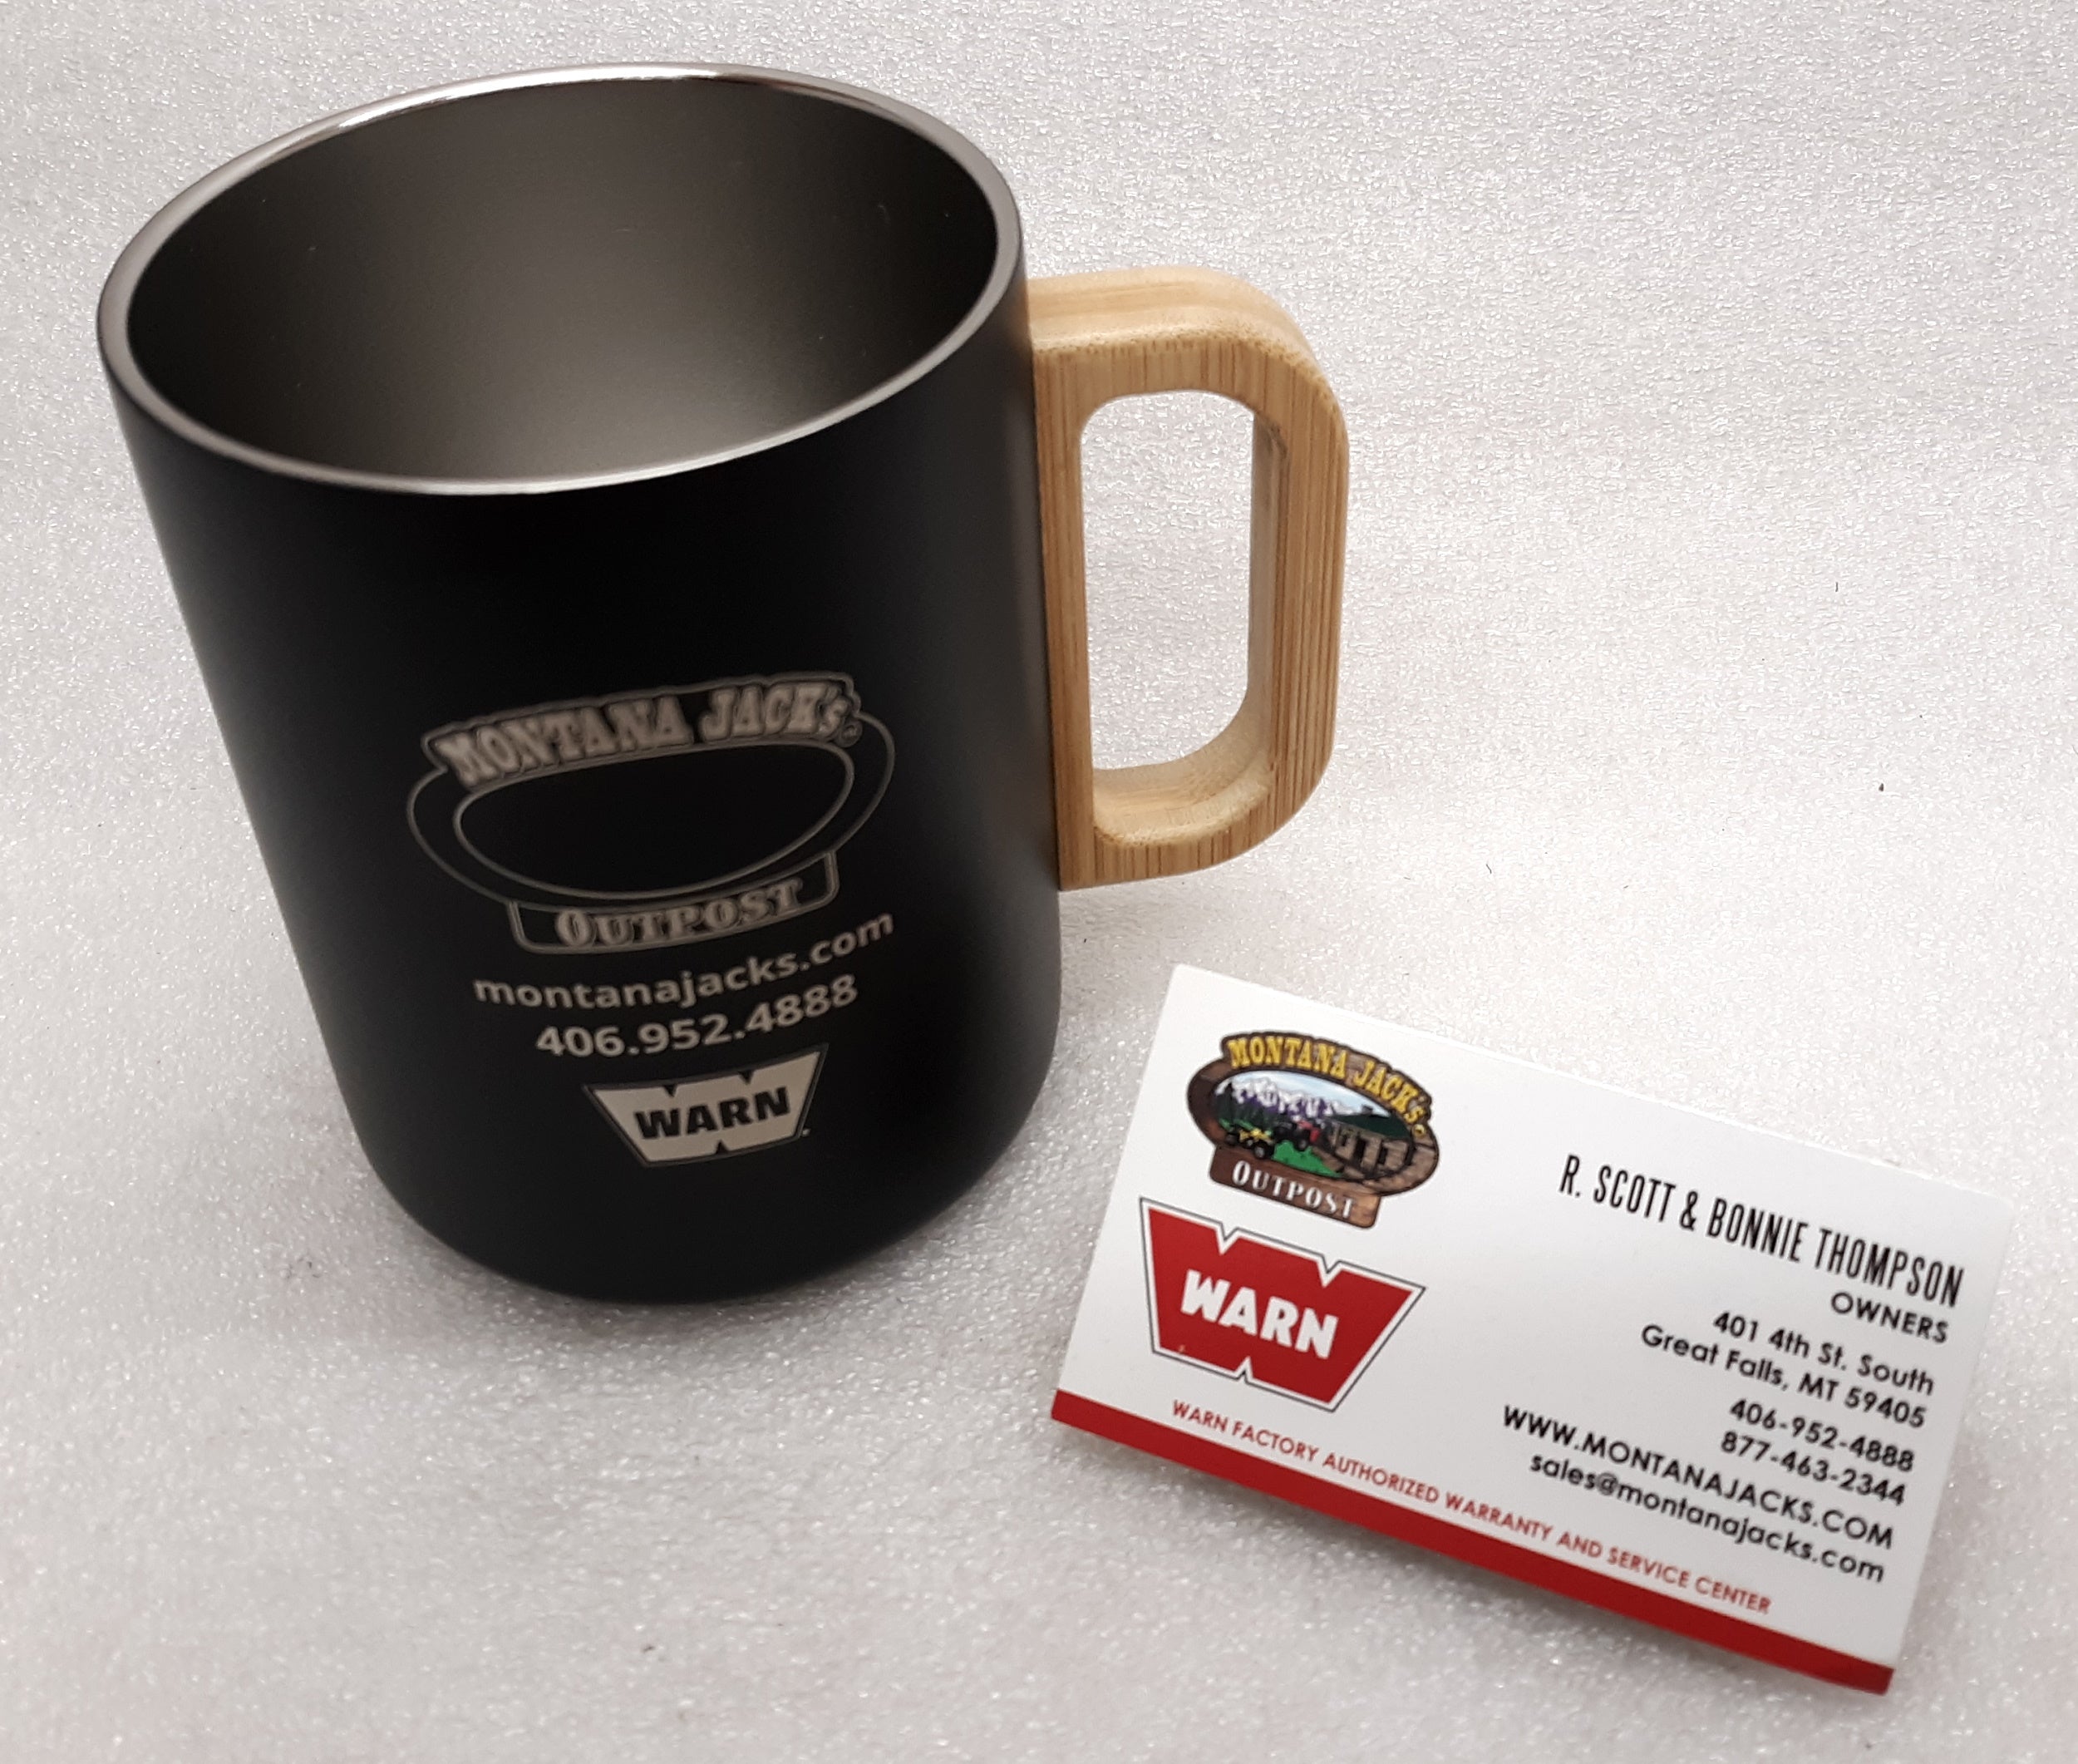 MONTANA JACK'S
OUTPOST
montanajacks.com
406.952.4888
WARN
MONTANA JACK'S
OUTPOST
WARN
R. SCOTT & BONNIE THOMPSON
OWNERS
401 4th St. South
Great Falls, MT 59405
406-952-4888
877-463-2344
WWW.MONTANAJACKS.COM
sales@montanajacks.com
WARN FACTORY AUTHORIZED WARRANTY AND SERVICE CENTER